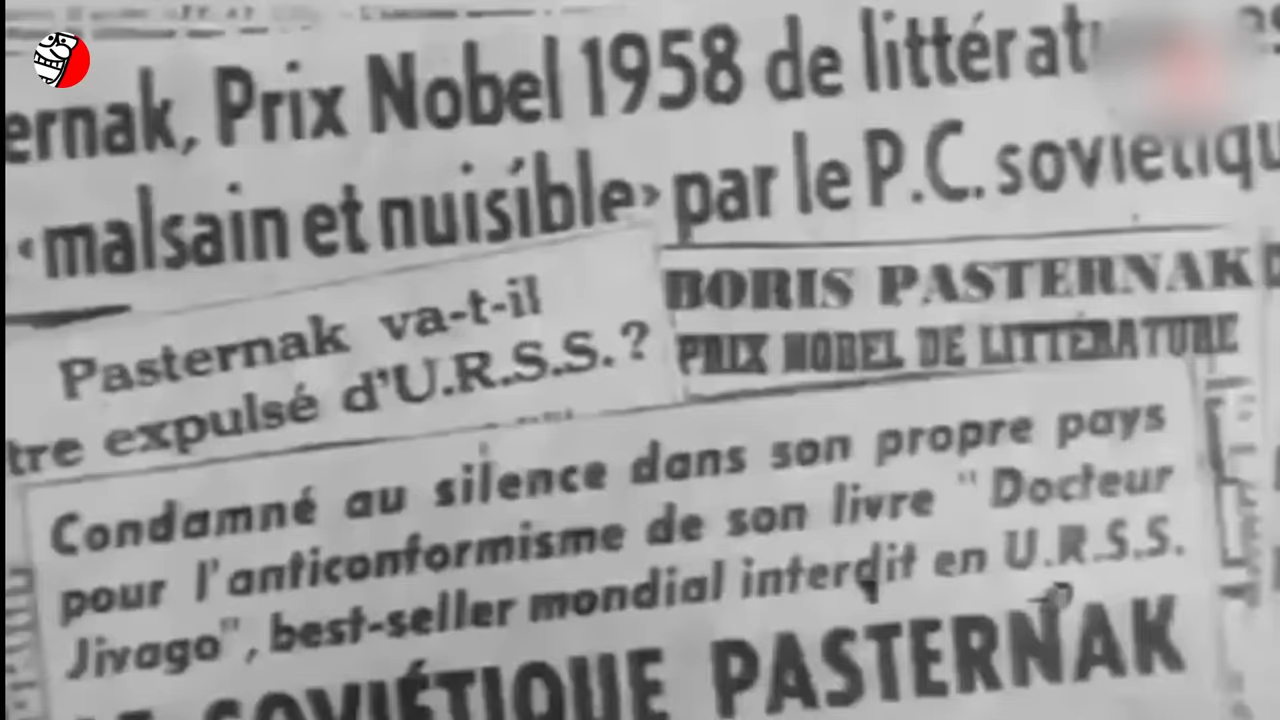 ernak, Prix Nobel 1958 de littérat
‹malsain et nuisible› par le P.C. soviétiqu
Pasternak va-t-il
tre expulsé d'U.R.S.S. ?
BORIS PASTERNAK
PRIX NOBEL DE LITTÉRATURE
Condamné au silence dans son propre pays
pour l'anticonformisme de son livre "Docteur
Jivago", best-seller mondial interdit en U.R.S.S.
SOVIÉTIQUE PASTERNAK